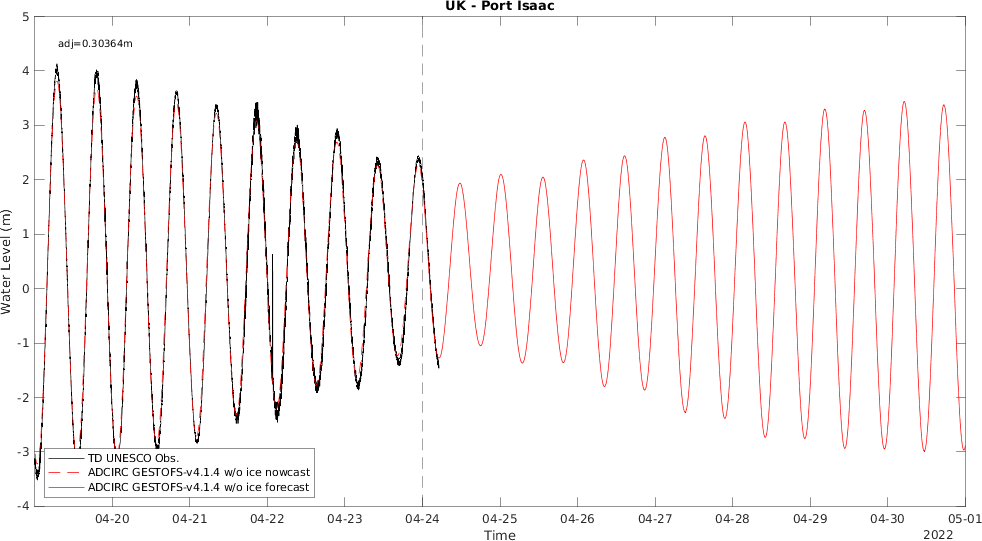 UK - Port Isaac
adj=0.30364m
5
4
3
2
1
0
-1
-2
-3
-4
Water Level (m)
TD UNESCO Obs.
ADCIRC GESTOFS-v4.1.4 w/o ice nowcast
ADCIRC GESTOFS-v4.1.4 w/o ice forecast
04-20 04-21 04-22 04-23 04-24 04-25 04-26 04-27 04-28 04-29 04-30 05-01
Time
2022